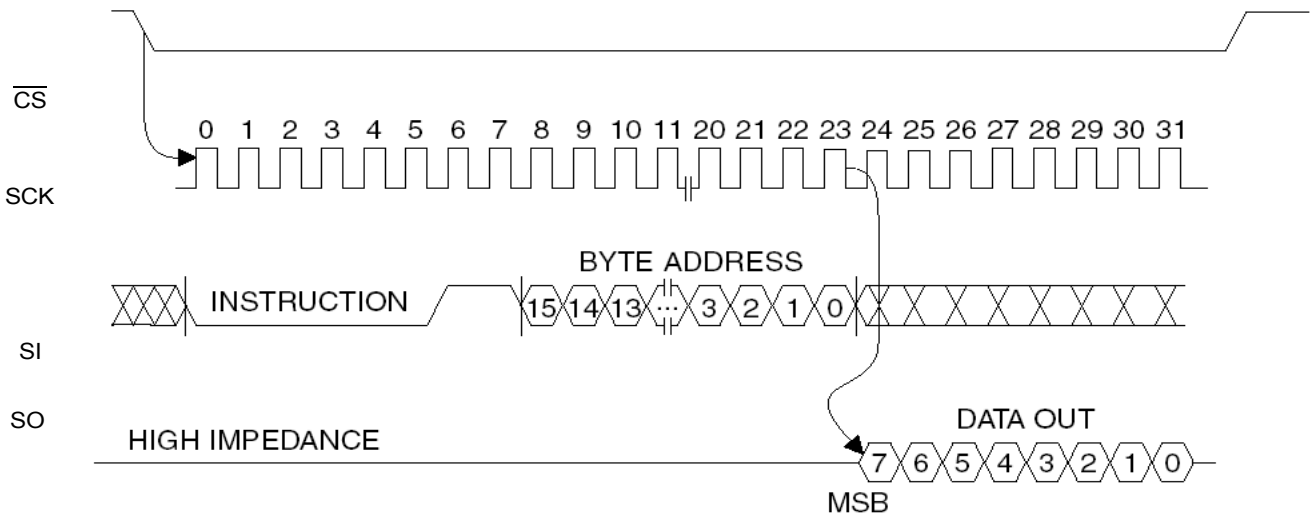 CS
0 1 2 3 4 5 6 7 8 9 10 11 20 21 22 23 24 25 26 27 28 29 30 31
SCK
BYTE ADDRESS
INSTRUCTION
15 14 13 ... 3 2 1 0
SI
SO
DATA OUT
HIGH IMPEDANCE
7 6 5 4 3 2 1 0
MSB